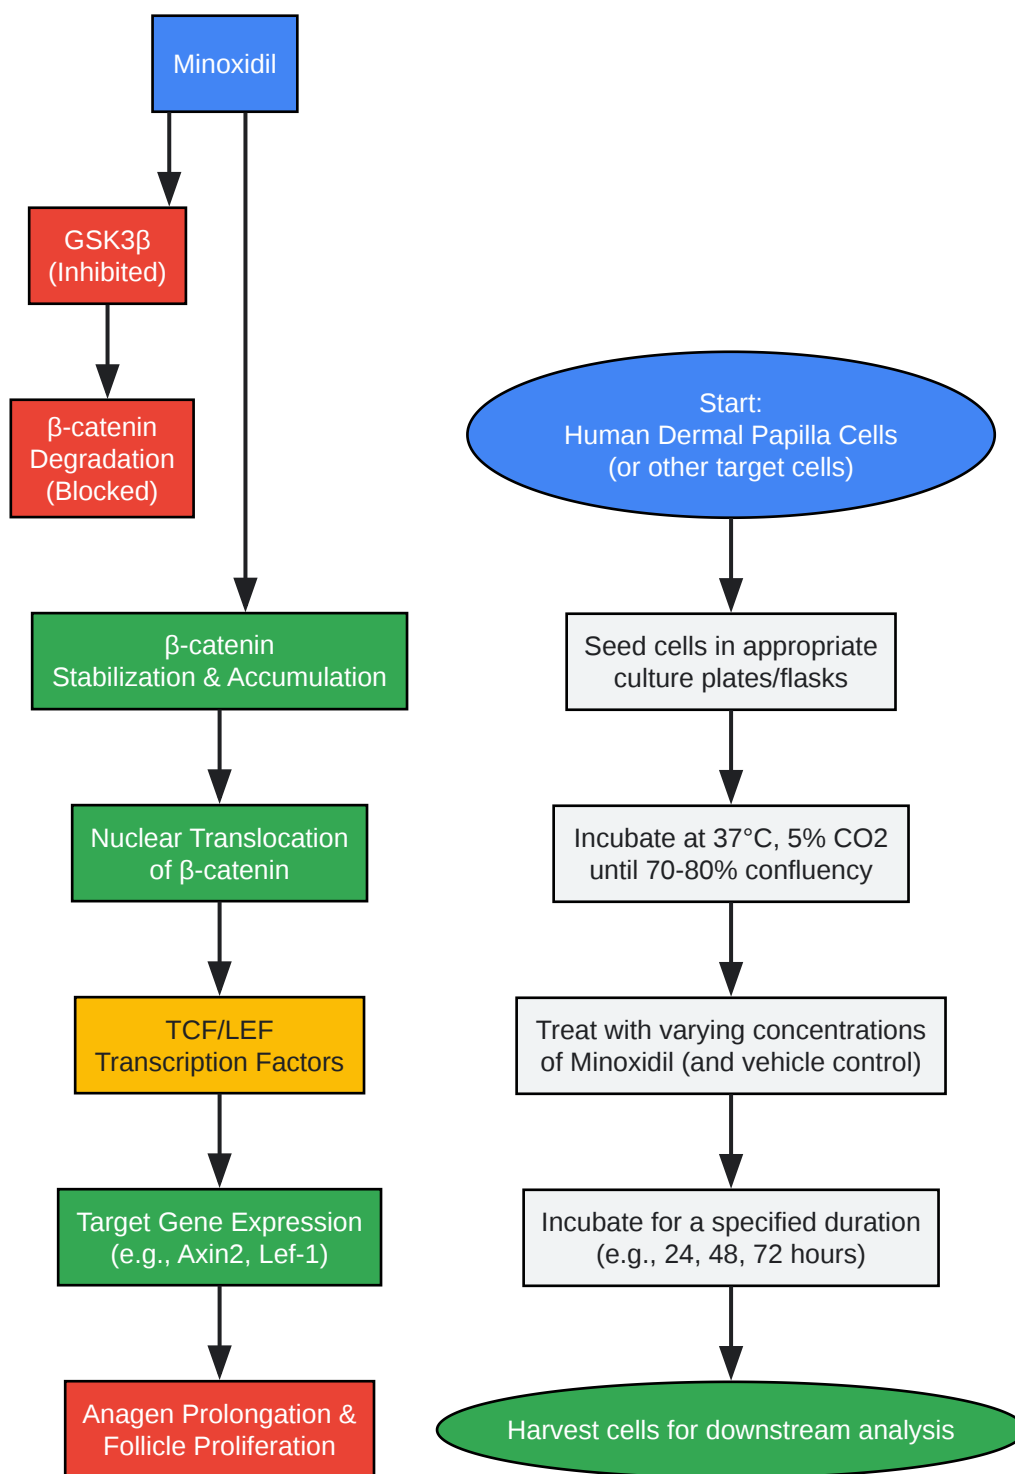 Minoxidil
GSK3β
(Inhibited)
β-catenin
Degradation
(Blocked)
β-catenin
Stabilization & Accumulation
Nuclear Translocation
of β-catenin
TCF/LEF
Transcription Factors
Target Gene Expression
(e.g., Axin2, Lef-1)
Anagen Prolongation &
Follicle Proliferation
Start:
Human Dermal Papilla Cells
(or other target cells)
Seed cells in appropriate
culture plates/flasks
Incubate at 37°C, 5% CO2
until 70-80% confluency
Treat with varying concentrations
of Minoxidil (and vehicle control)
Incubate for a specified duration
(e.g., 24, 48, 72 hours)
Harvest cells for downstream analysis